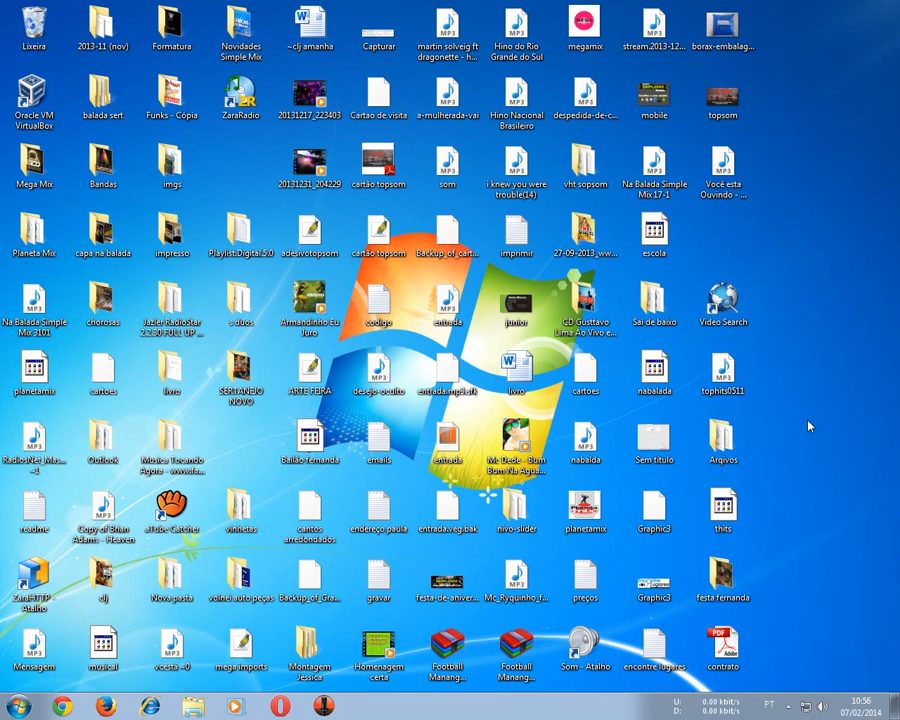 Lixeira
2013-11 (nov)
Formatura
Novidades
Simple Mix
~clj amanha
Capturar
martin solveig ft
dragonette - h...
Hino do Rio
Grande do Sul
megamix
stream.2013-12...
borax-embalag...
Oracle VM
VirtualBox
balada sert
Funks - Cópia
ZaraRadio
20131217_223403
Cartao de visita
a-mulherada-vai
Hino Nacional
Brasileiro
despedida-de-c...
mobile
topsom
Mega Mix
Bandas
imgs
20131231_204229
cartão topsom
som
i knew you were
trouble(14)
vht sopsom
Na Balada Simple
Mix 17-1
Você esta
Ouvindo - ...
Planeta Mix
capa na balada
impresso
Playlist.Digital.5.0
adesivotopsom
cartão topsom
Backup_of_cart...
imprimir
27-09-2013_ww...
escola
Na Balada Simple
Mix 3101
chorosas
Jazler RadioStar
2.2.30 FULL UP ...
s duos
Armandinho Eu
Juro
codigo
entrada
junior
CD Gusttavo
Lima Ao Vivo e...
Sai de baixo
Video Search
planetamix
cartoes
livro
SERTANEJO
NOVO
ARTE FEIRA
desejo-oculto
entrada.mp3.sfk
livro
cartoes
nabalada
tophits0511
RadiosNet_Mas...
~1
Outlook
Musica Tocando
Agora - www.fa...
Bailão fernanda
emails
entrada
Mc Dede - Bum
Bum Na Agua...
nabalda
Sem título
Arqivos
readme
Copy of Brian
Adams - Heaven
aTube Catcher
vinhetas
cantos
arredondados
endereço paula
entrada.veg.bak
nivo-slider
planetamix
Graphic3
thits
ZaraHTTP -
Atalho
clj
Nova pasta
volnei auto peças
Backup_of_Gra...
gravar
festa-de-aniver...
Mc_Ryquinho_f...
preços
Graphic3
festa fernanda
Mensagem
musical
vcesta ~0
mega imports
Montagem
Jessica
Homenagem
certa
Football
Manang...
Football
Manang...
Som - Atalho
encontre lugares
contrato
U: 0.00 kbit/s
D: 0.00 kbit/s
PT
10:56
07/02/2014